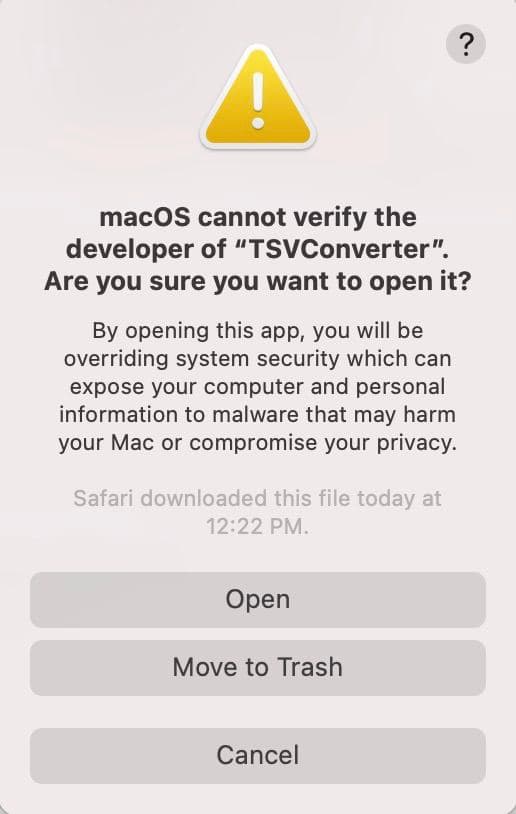 ?
macOS cannot verify the
developer of “TSVConverter”.
Are you sure you want to open it?
By opening this app, you will be
overriding system security which can
expose your computer and personal
information to malware that may harm
your Mac or compromise your privacy.
Safari downloaded this file today at
12:22 PM.
Open
Move to Trash
Cancel